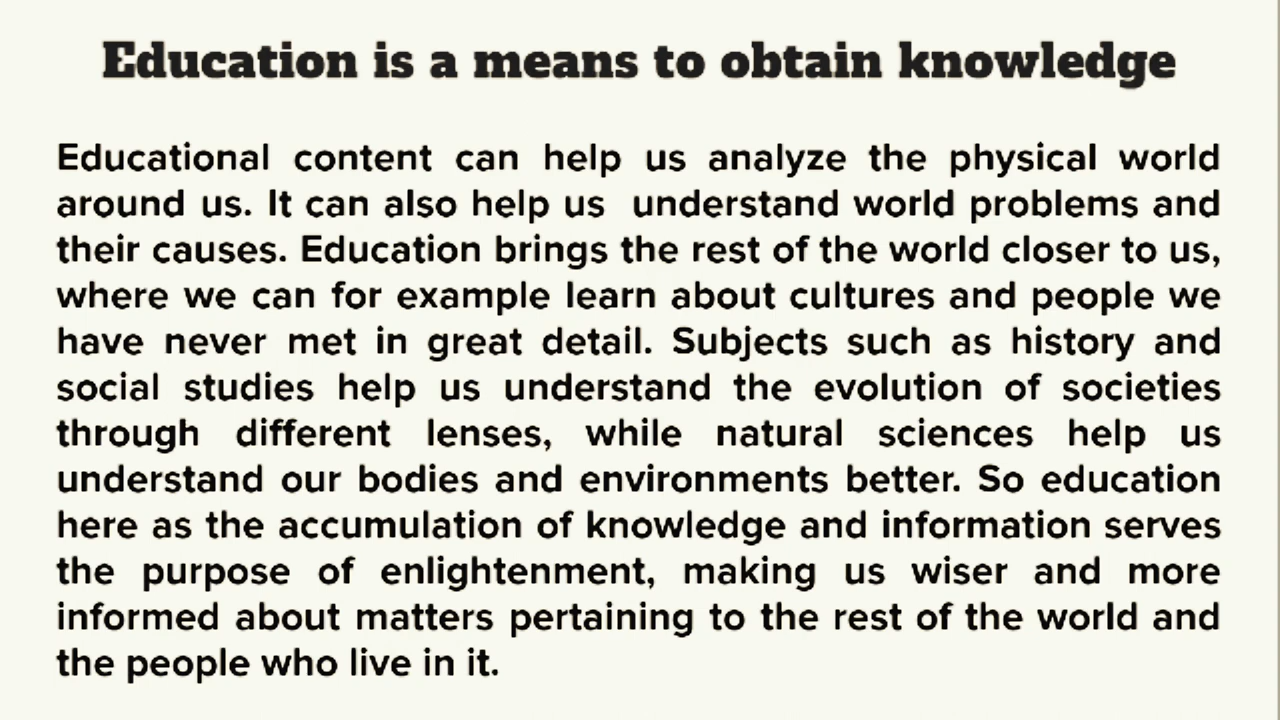 Education is a means to obtain knowledge
Educational content can help us analyze the physical world
around us. It can also help us understand world problems and
their causes. Education brings the rest of the world closer to us,
where we can for example learn about cultures and people we
have never met in great detail. Subjects such as history and
social studies help us understand the evolution of societies
through different lenses, while natural sciences help us
understand our bodies and environments better. So education
here as the accumulation of knowledge and information serves
the purpose of enlightenment, making us wiser and more
informed about matters pertaining to the rest of the world and
the people who live in it.